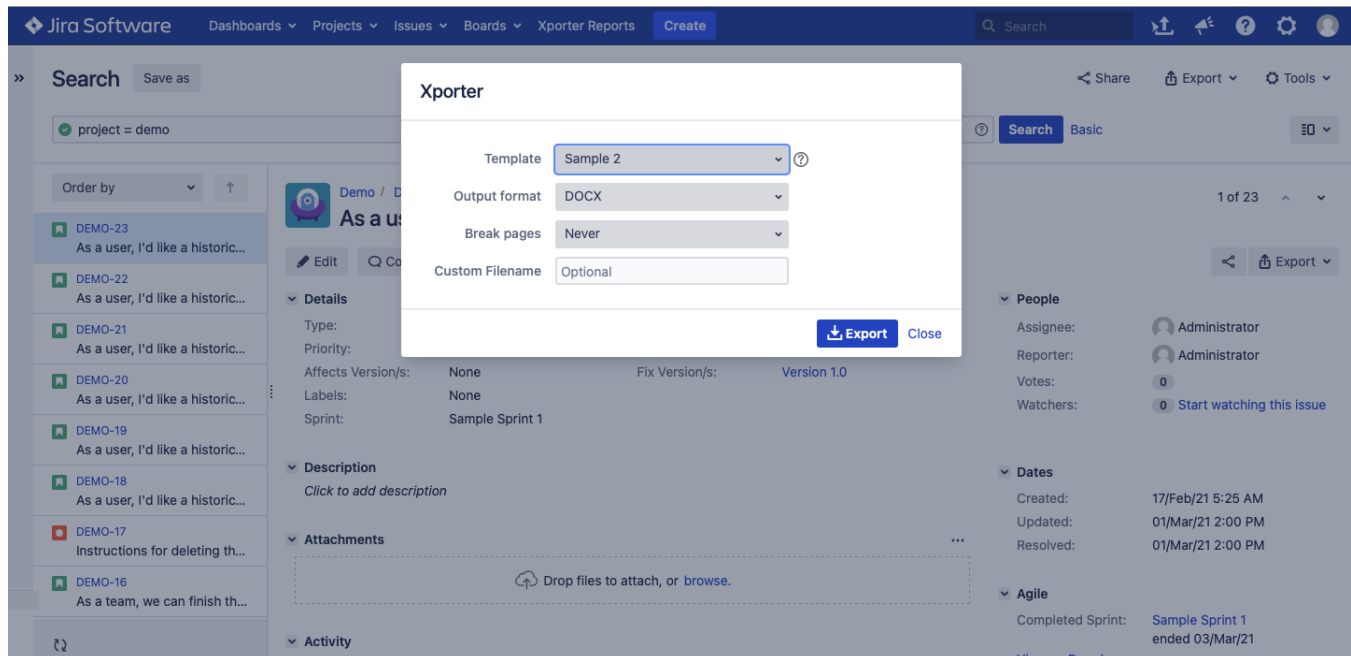 Jira Software Dashboards Projects Issues Boards Xporter Reports Create Search
Search Save as
Share Export Tools
project = demo
Search Basic
Xporter
Template Sample 2
Output format DOCX
Break pages Never
Custom Filename Optional
Export Close
Order by
DEMO-23
As a user, I'd like a historic...
DEMO-22
As a user, I'd like a historic...
DEMO-21
As a user, I'd like a historic...
DEMO-20
As a user, I'd like a historic...
DEMO-19
As a user, I'd like a historic...
DEMO-18
As a user, I'd like a historic...
DEMO-17
Instructions for deleting th...
DEMO-16
As a team, we can finish th...
Demo / D
As a us
1 of 23
Edit Co
Export
Details
Type:
Priority:
Affects Version/s: None Fix Version/s: Version 1.0
Labels: None
Sprint: Sample Sprint 1
Description
Click to add description
Attachments
Drop files to attach, or browse.
Activity
People
Assignee: Administrator
Reporter: Administrator
Votes: 0
Watchers: 0 Start watching this issue
Dates
Created: 17/Feb/21 5:25 AM
Updated: 01/Mar/21 2:00 PM
Resolved: 01/Mar/21 2:00 PM
Agile
Completed Sprint: Sample Sprint 1
ended 03/Mar/21